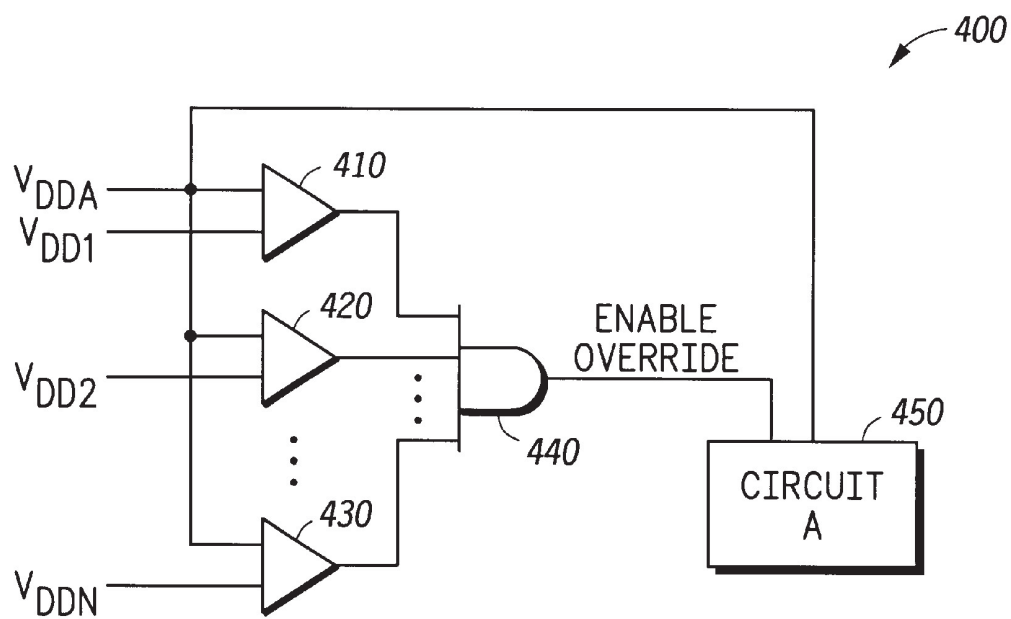 400
VDDA
410
VDD1
420
ENABLE
OVERRIDE
VDD2
450
440
CIRCUIT
A
430
VDDN